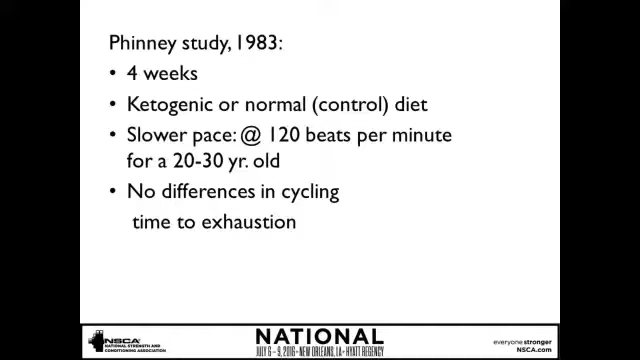 Phinney study, 1983:
• 4 weeks
• Ketogenic or normal (control) diet
• Slower pace: @ 120 beats per minute
for a 20-30 yr. old
• No differences in cycling
time to exhaustion
NSCA
NATIONAL STRENGTH AND
CONDITIONING ASSOCIATION
NATIONAL
JULY 6 – 9, 2016 • NEW ORLEANS, LA • HYATT REGENCY
everyone stronger
NSCA.com